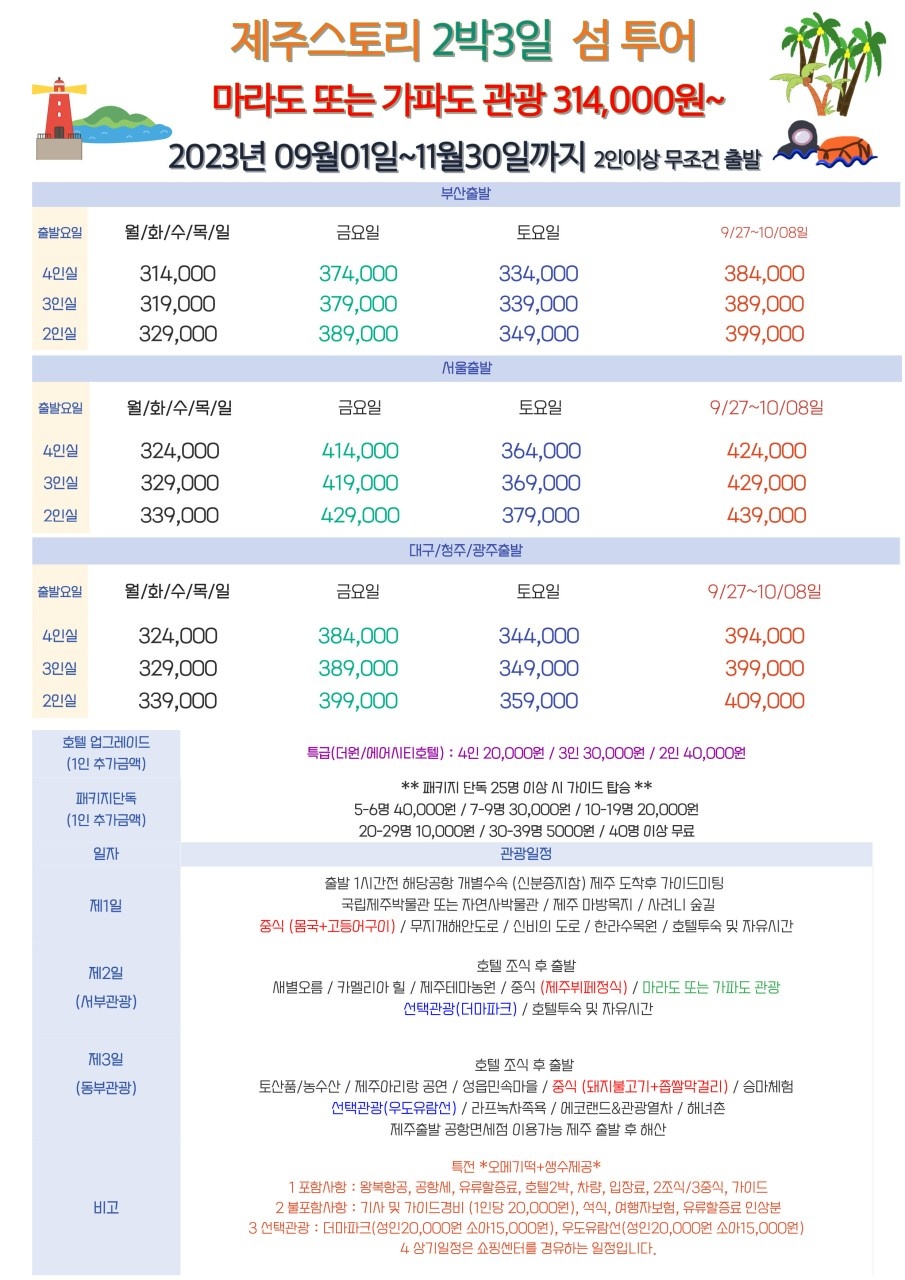 제주스토리 2박3일 섬 투어
마라도 또는 가파도 관광 314,000원~
2023년 09월01일~11월30일까지 2인이상 무조건 출발
부산출발
출발요일 월/화/수/목/일 금요일 토요일 9/27~10/08일
4인실 314,000 374,000 334,000 384,000
3인실 319,000 379,000 339,000 389,000
2인실 329,000 389,000 349,000 399,000
서울출발
출발요일 월/화/수/목/일 금요일 토요일 9/27~10/08일
4인실 324,000 414,000 364,000 424,000
3인실 329,000 419,000 369,000 429,000
2인실 339,000 429,000 379,000 439,000
대구/청주/광주출발
출발요일 월/화/수/목/일 금요일 토요일 9/27~10/08일
4인실 324,000 384,000 344,000 394,000
3인실 329,000 389,000 349,000 399,000
2인실 339,000 399,000 359,000 409,000
호텔 업그레이드
(1인 추가금액)
특급(더원/에어시티호텔) : 4인 20,000원 / 3인 30,000원 / 2인 40,000원
패키지단독
(1인 추가금액)
** 패키지 단독 25명 이상 시 가이드 탑승 **
5-6명 40,000원 / 7-9명 30,000원 / 10-19명 20,000원
20-29명 10,000원 / 30-39명 5000원 / 40명 이상 무료
일자 관광일정
제1일
출발 1시간전 해당공항 개별수속 (신분증지참) 제주 도착후 가이드미팅
국립제주박물관 또는 자연사박물관 / 제주 마방목지 / 사려니 숲길
중식 (몸국+고등어구이) / 무지개해안도로 / 신비의 도로 / 한라수목원 / 호텔투숙 및 자유시간
제2일
(서부관광)
호텔 조식 후 출발
새별오름 / 카멜리아 힐 / 제주테마농원 / 중식 (제주뷔페정식) / 마라도 또는 가파도 관광
선택관광(더마파크) / 호텔투숙 및 자유시간
제3일
(동부관광)
호텔 조식 후 출발
토산품/농수산 / 제주아리랑 공연 / 성읍민속마을 / 중식 (돼지불고기+좁쌀막걸리) / 승마체험
선택관광(우도유람선) / 라프녹차족욕 / 에코랜드&관광열차 / 해녀촌
제주출발 공항면세점 이용가능 제주 출발 후 해산
비고
특전 *오메기떡+생수제공*
1 포함사항 : 왕복항공, 공항세, 유류할증료, 호텔2박, 차량, 입장료, 2조식/3중식, 가이드
2 불포함사항 : 기사 및 가이드경비 (1인당 20,000원), 석식, 여행자보험, 유류할증료 인상분
3 선택관광 : 더마파크(성인20,000원 소아15,000원), 우도유람선(성인20,000원 소아15,000원)
4 상기일정은 쇼핑센터를 경유하는 일정입니다.